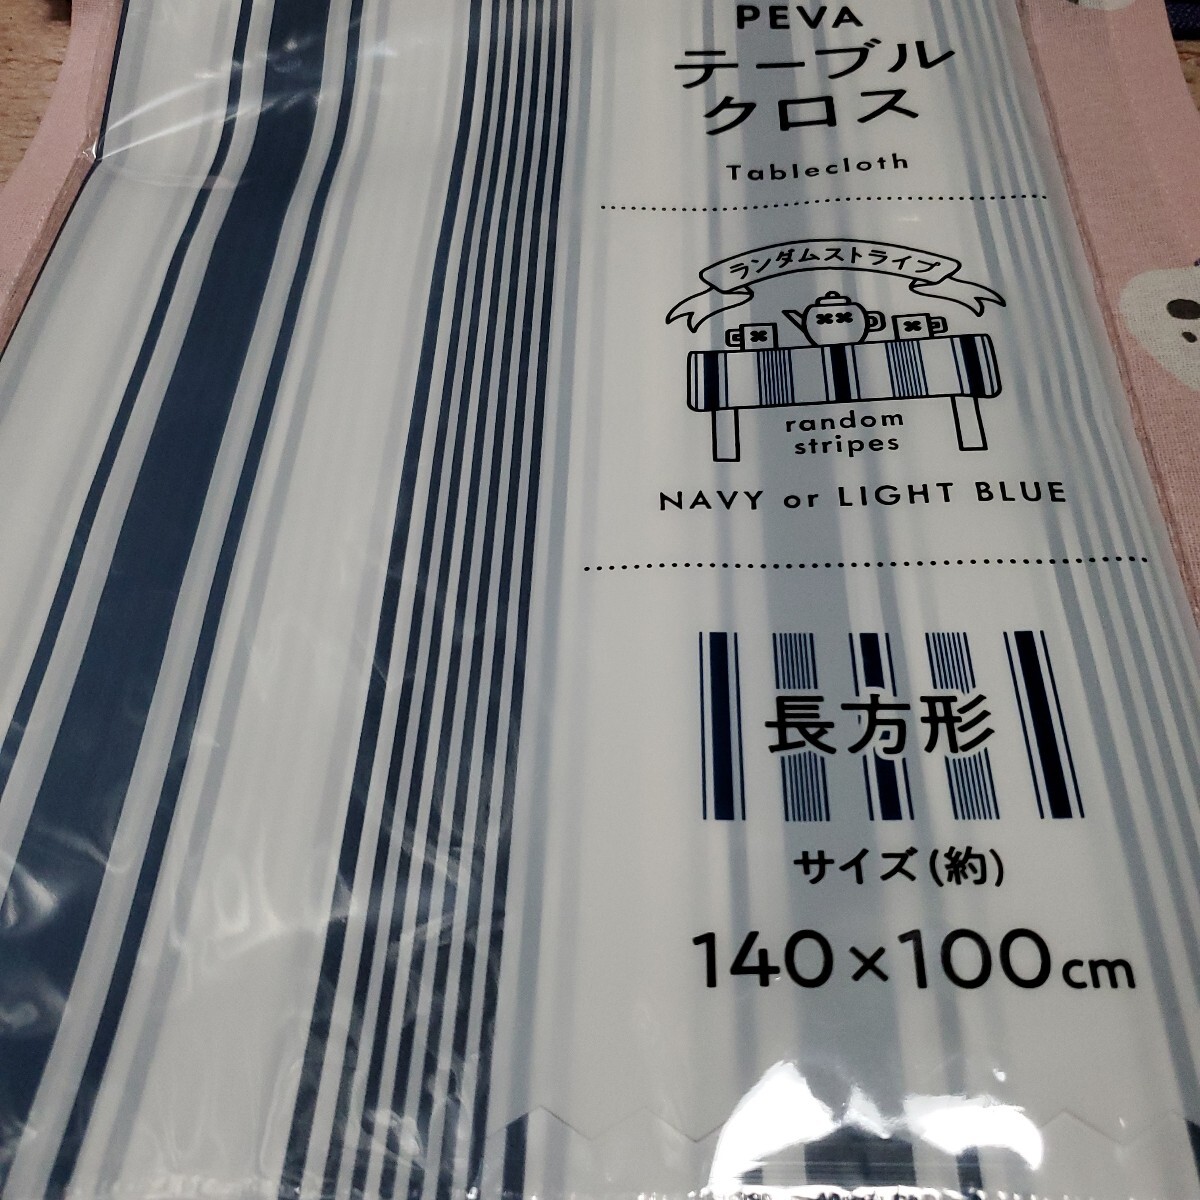 PEVA
テーブル
クロス
Tablecloth
ランダムストライプ
random
stripes
NAVY or LIGHT BLUE
長方形
サイズ(約)
140×100cm